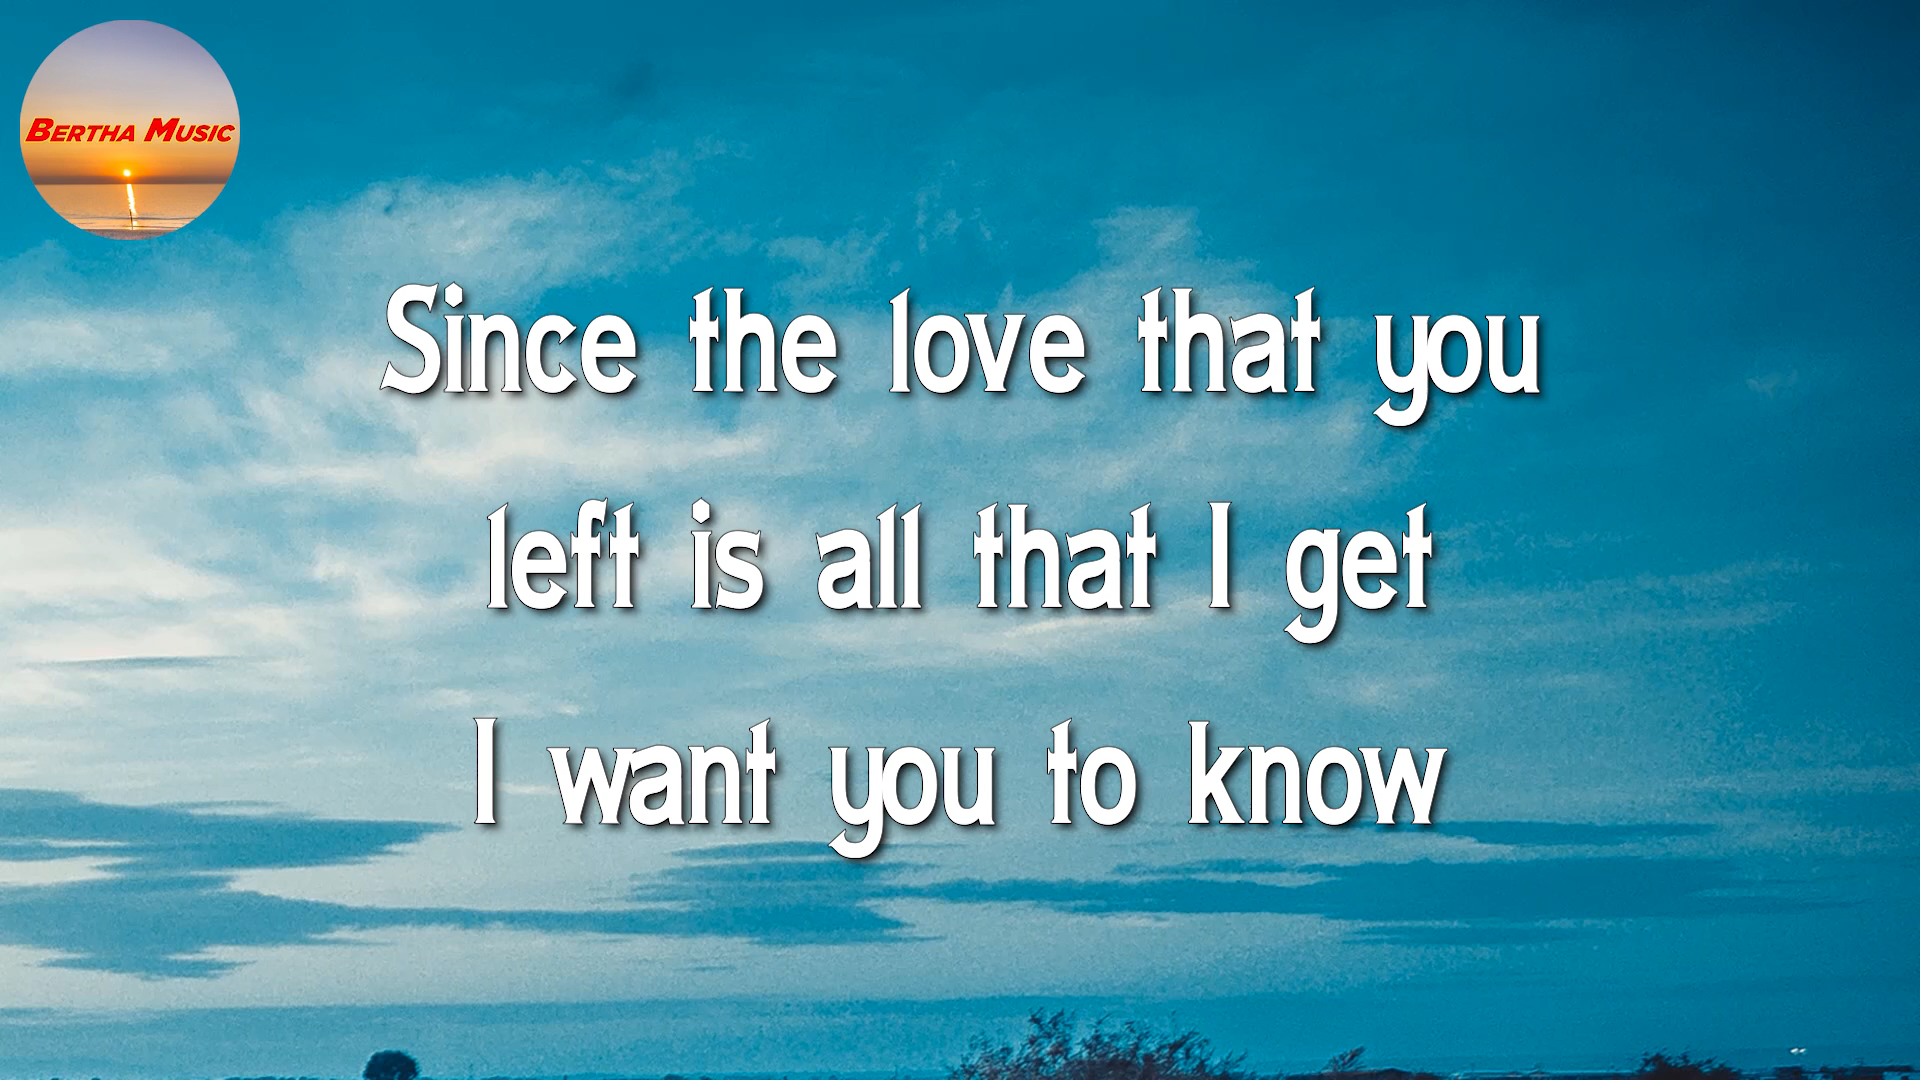 Bertha Music
Since the love that you
left is all that I get
I want you to know